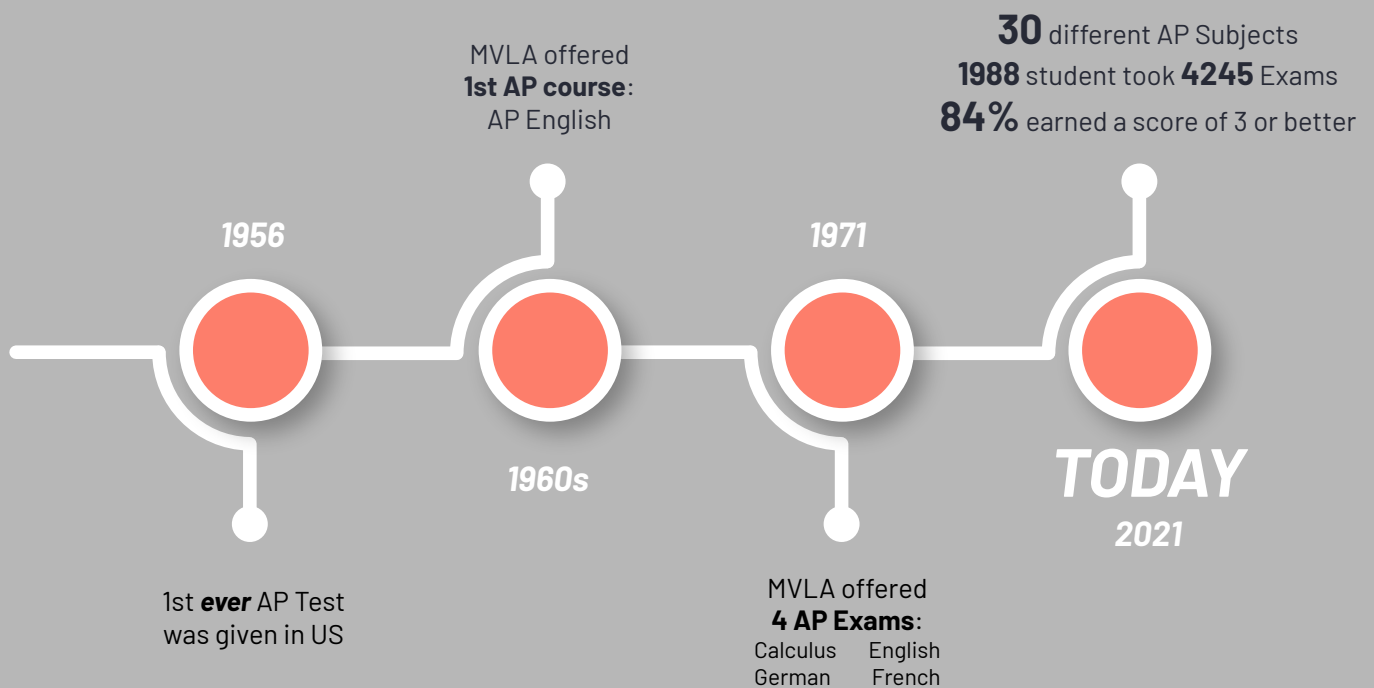 1956
1st ever AP Test
was given in US
MVLA offered
1st AP course:
AP English
1960s
1971
MVLA offered
4 AP Exams:
Calculus English
German French
30 different AP Subjects
1988 student took 4245 Exams
84% earned a score of 3 or better
TODAY
2021